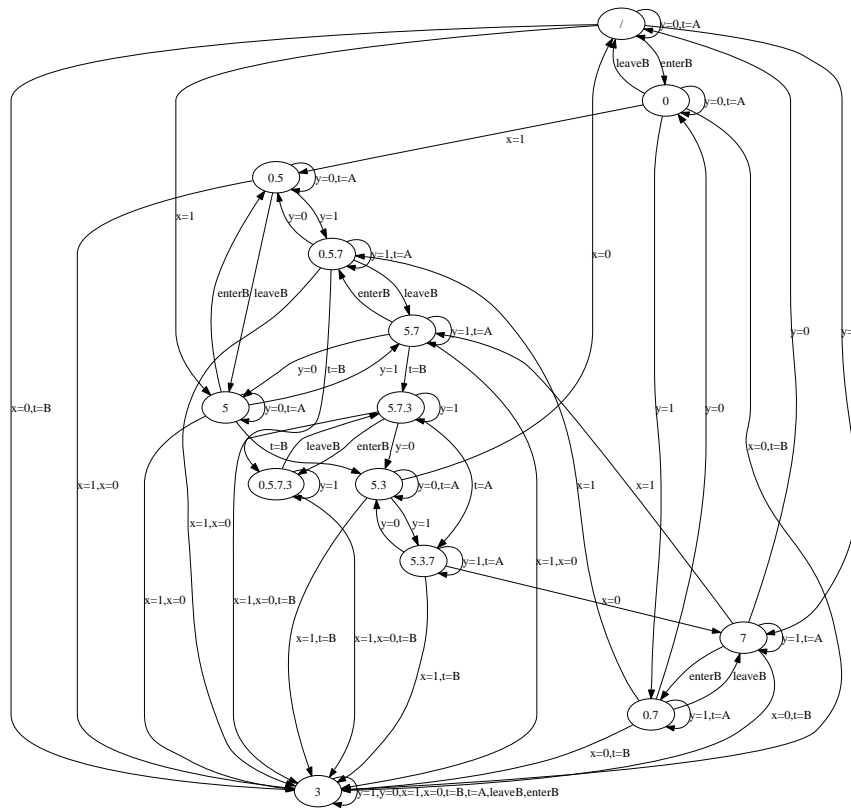 /
y=0,t=A
leaveB
enterB
0
y=0,t=A
x=1
0.5
y=0,t=A
x=1
y=0
y=1
0.5.7
y=1,t=A
x=0
enterB
leaveB
enterB
leaveB
5.7
y=1,t=A
y=0
y=0
t=B
y=1
t=B
5
y=0,t=A
5.7.3
y=1
x=0,t=B
y=1
y=0
t=B
leaveB
enterB
y=0
x=0,t=B
0.5.7.3
y=1
5.3
y=0,t=A
t=A
x=1,x=0
x=1
x=1
x=1,x=0
y=0
y=1
5.3.7
y=1,t=A
x=1,x=0
x=1,x=0
x=1,x=0,t=B
x=0
x=1,t=B
x=1,x=0,t=B
7
y=1,t=A
x=1,t=B
enterB
leaveB
0.7
y=1,t=A
x=0,t=B
x=0,t=B
3
y=1,y=0,x=1,x=0,t=B,t=A,leaveB,enterB